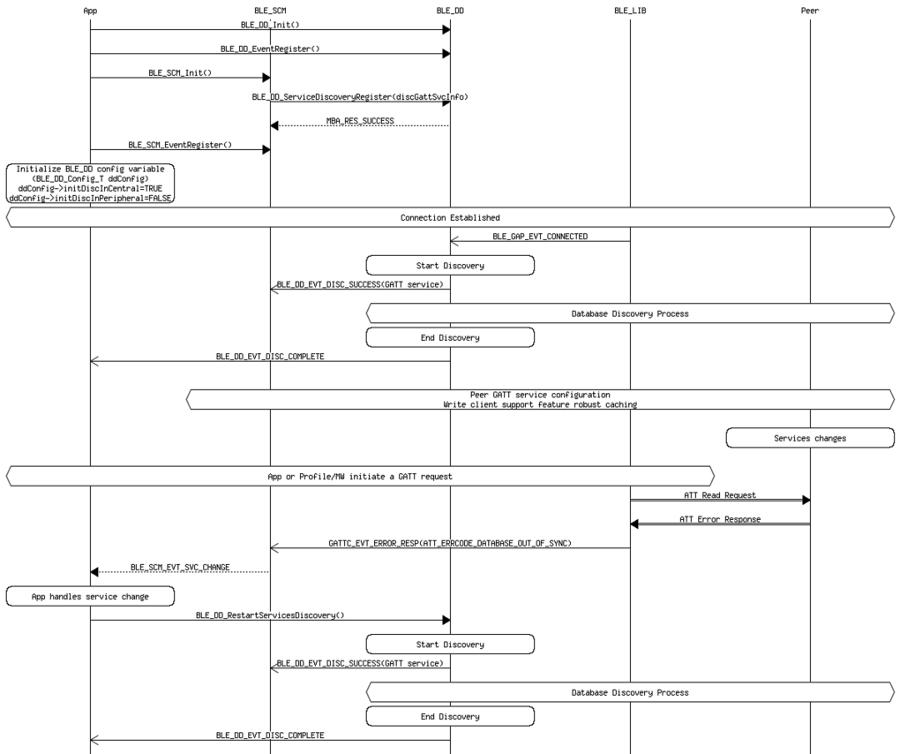 App BLE_SCM BLE_DD BLE_LIB Peer
BLE_DD_Init()
BLE_DD_EventRegister()
BLE_SCM_Init()
BLE_DD_ServiceDiscoveryRegister(discGattSvcInfo)
MBA_RES_SUCCESS
BLE_SCM_EventRegister()
Initialize BLE_DD config variable
(BLE_DD_Config_T ddConfig)
ddConfig->initDiscInCentral=TRUE
ddConfig->initDiscInPeripheral=FALSE
Connection Established
BLE_GAP_EVT_CONNECTED
Start Discovery
BLE_DD_EVT_DISC_SUCCESS(GATT service)
Database Discovery Process
End Discovery
BLE_DD_EVT_DISC_COMPLETE
Peer GATT service configuration
Write client support feature robust caching
Services changes
App or Profile/MW initiate a GATT request
ATT Read Request
ATT Error Response
GATTC_EVT_ERROR_RESP(ATT_ERRCODE_DATABASE_OUT_OF_SYNC)
BLE_SCM_EVT_SVC_CHANGE
App handles service change
BLE_DD_RestartServicesDiscovery()
Start Discovery
BLE_DD_EVT_DISC_SUCCESS(GATT service)
Database Discovery Process
End Discovery
BLE_DD_EVT_DISC_COMPLETE